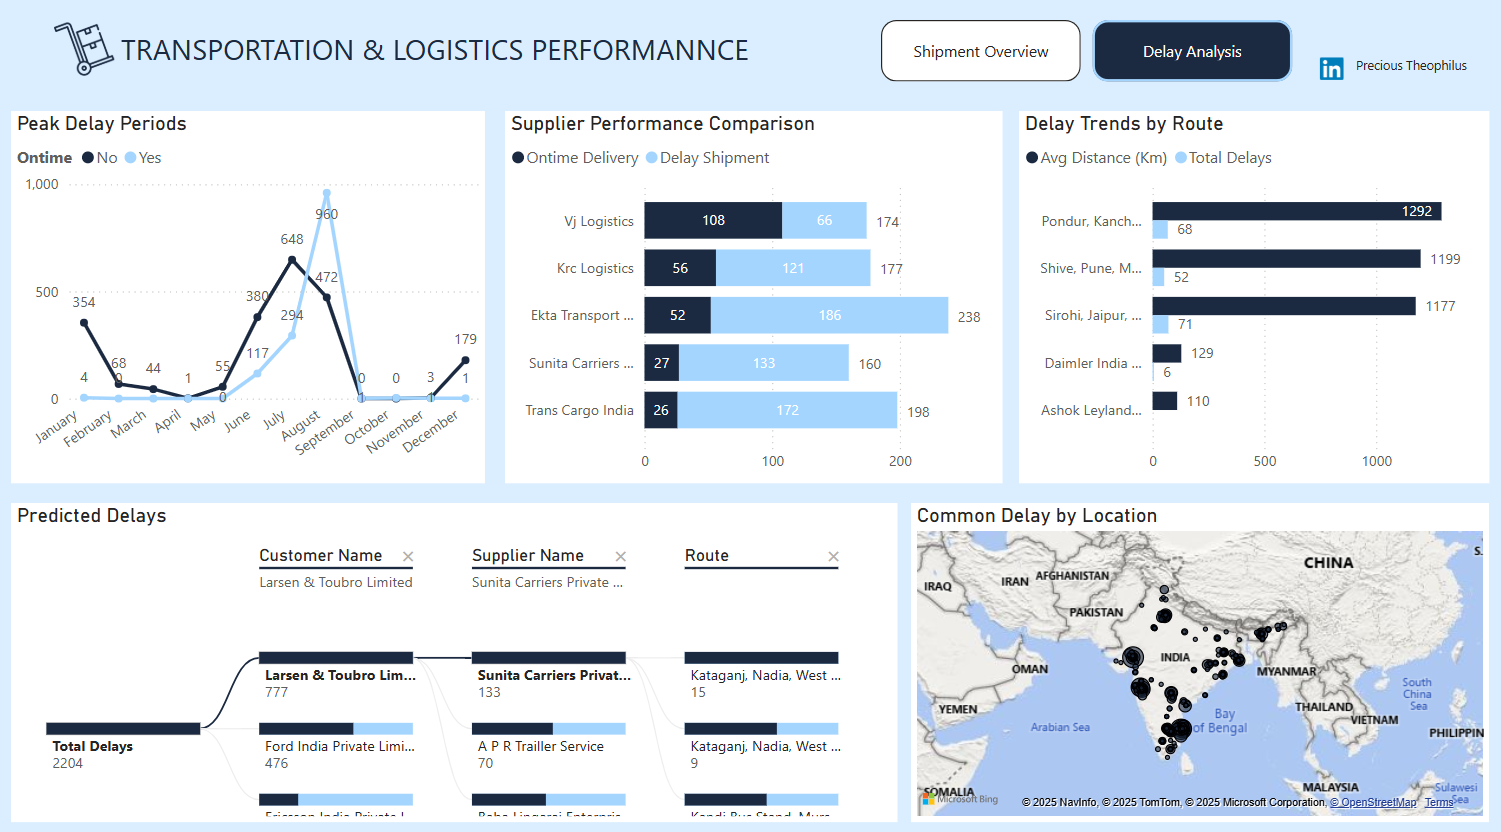 TRANSPORTATION & LOGISTICS PERFORMANNCE
Shipment Overview
Delay Analysis
in
Precious Theophilus
Peak Delay Periods
Ontime No Yes
1,000
500
0
354
68
44
1
55
380
648
472
0
0
3
179
4
0
0
117
294
960
1
1
1
January
February
March
April
May
June
July
August
September
October
November
December
Supplier Performance Comparison
Ontime Delivery Delay Shipment
Vj Logistics 108 66 174
Krc Logistics 56 121 177
Ekta Transport ... 52 186 238
Sunita Carriers ... 27 133 160
Trans Cargo India 26 172 198
0 100 200
Delay Trends by Route
Avg Distance (Km) Total Delays
Pondur, Kanch... 1292
68
Shive, Pune, M... 1199
52
Sirohi, Jaipur, ... 1177
71
Daimler India ... 129
6
Ashok Leyland... 110
0 500 1000
Predicted Delays
Customer Name
Larsen & Toubro Limited
Supplier Name
Sunita Carriers Private ...
Route
Total Delays
2204
Larsen & Toubro Lim...
777
Ford India Private Limi...
476
Sunita Carriers Privat...
133
A P R Trailler Service
70
Kataganj, Nadia, West ...
15
Kataganj, Nadia, West ...
9
Common Delay by Location
CHINA
S.
IRAQ
IRAN
AFGHANISTAN
PAKISTAN
OMAN
INDIA
MYANMAR
YEMEN
THAILAND
VIETNAM
South
China
Sea
Arabian Sea
Bay
of Bengal
PHILIPPIN
MALAYSIA
SOMALIA
Sulawesi
Sea
Microsoft Bing
© 2025 NavInfo, © 2025 TomTom, © 2025 Microsoft Corporation, © OpenStreetMap Terms